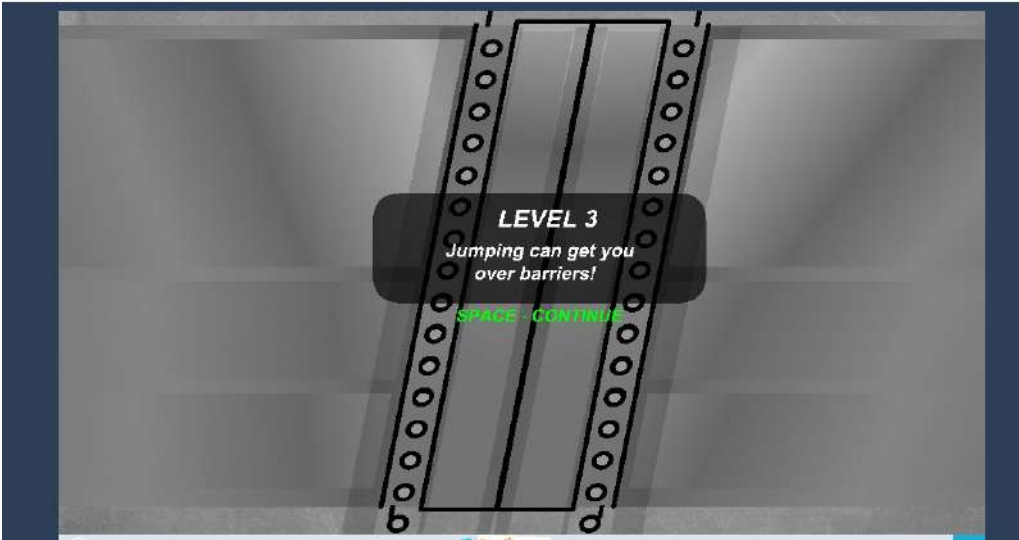 LEVEL 3
Jumping can get you
over barriers!
SPACE - CONTINUE